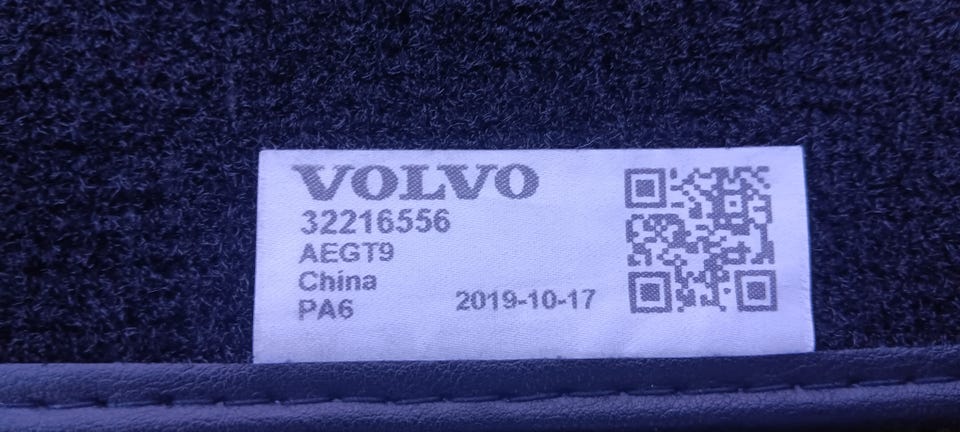 VOLVO
32216556
AEGT9
China
PA6
2019-10-17